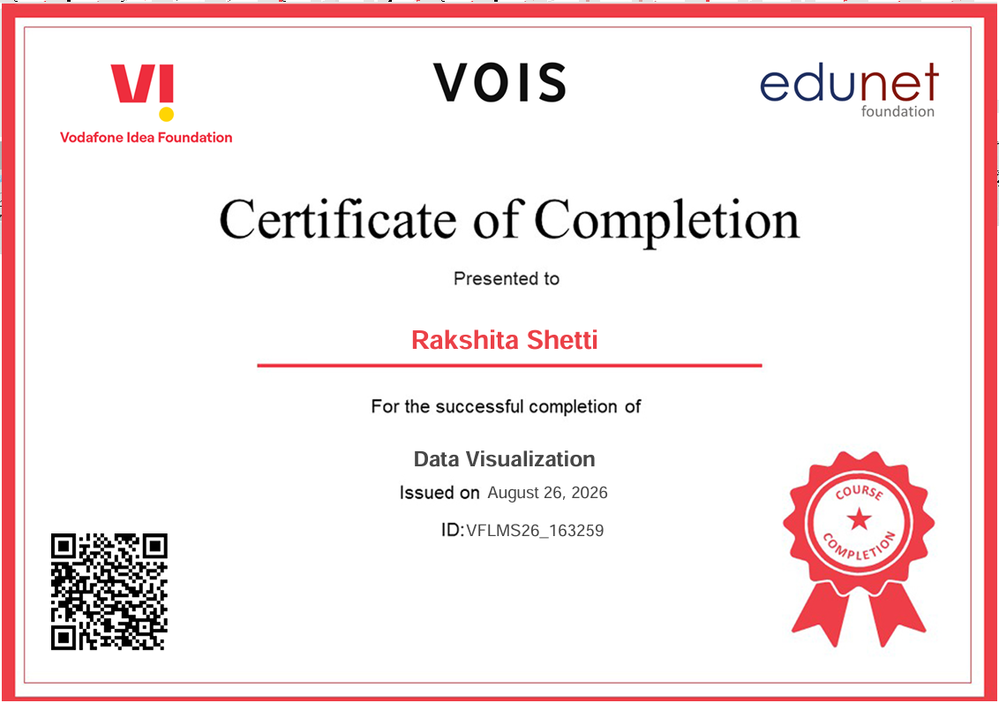 VI
Vodafone Idea Foundation
VOIS
edunet
foundation
Certificate of Completion
Presented to
Rakshita Shetti
For the successful completion of
Data Visualization
Issued on August 26, 2026
ID:VFLMS26_163259
COURSE
COMPLETION